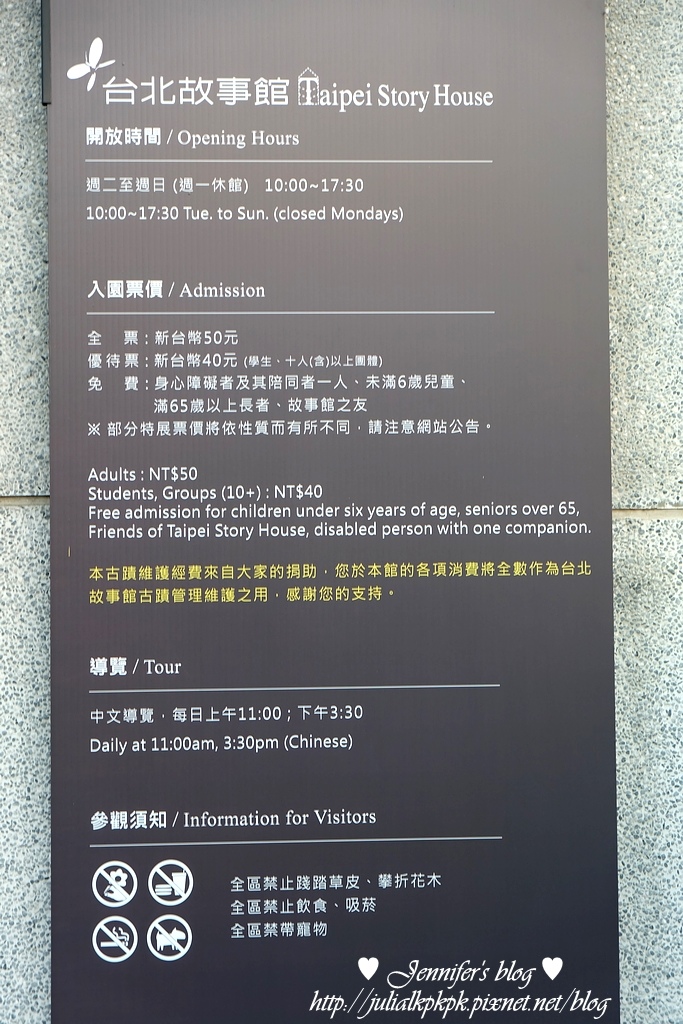 台北故事館 Taipei Story House
開放時間 / Opening Hours
週二至週日 (週一休館) 10:00~17:30
10:00~17:30 Tue. to Sun. (closed Mondays)
入園票價 / Admission
全 票：新台幣50元
優待票：新台幣40元 (學生、十人(含)以上團體)
免 費：身心障礙者及其陪同者一人、未滿6歲兒童、
滿65歲以上長者、故事館之友
※ 部分特展票價將依性質而有所不同，請注意網站公告。
Adults : NT$50
Students, Groups (10+) : NT$40
Free admission for children under six years of age, seniors over 65,
Friends of Taipei Story House, disabled person with one companion.
本古蹟維護經費來自大家的捐助，您於本館的各項消費將全數作為台北
故事館古蹟管理維護之用，感謝您的支持。
導覽 / Tour
中文導覽，每日上午11:00；下午3:30
Daily at 11:00am, 3:30pm (Chinese)
參觀須知 / Information for Visitors
全區禁止踐踏草皮、攀折花木
全區禁止飲食、吸菸
全區禁帶寵物
♥ Jennifer's blog ♥
http://julialkpkpk.pixnet.net/blog